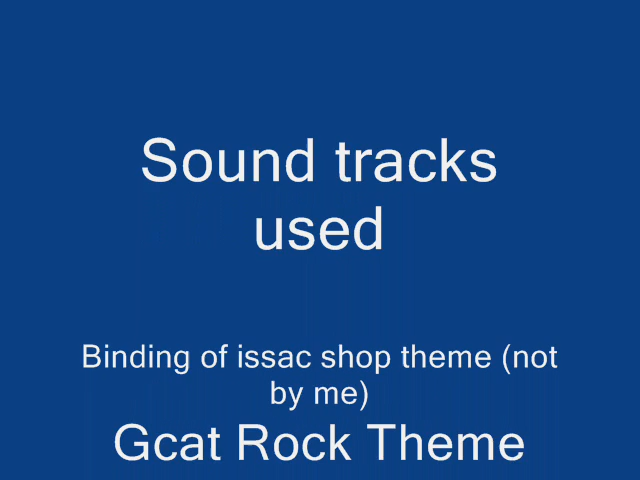 Sound tracks
used
Binding of issac shop theme (not
by me)
Gcat Rock Theme